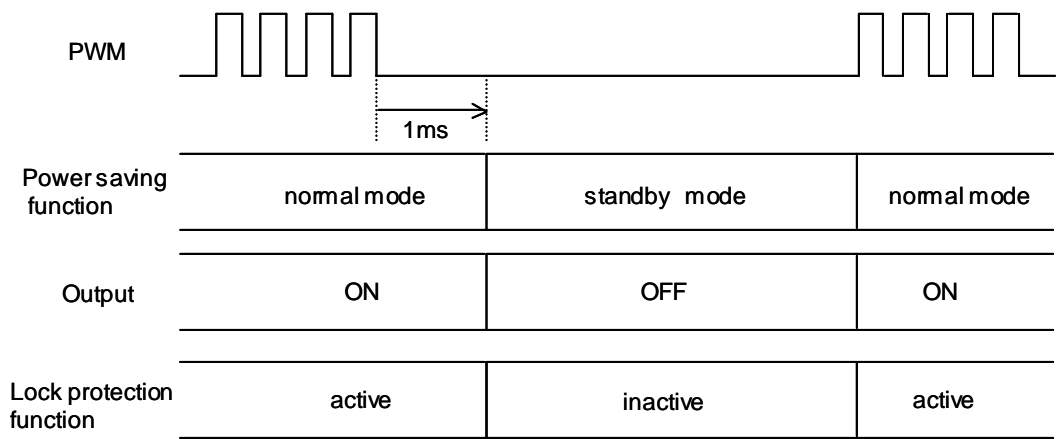 PWM
1ms
Power saving
function
normal mode
standby mode
normal mode
Output
ON
OFF
ON
Lock protection
function
active
inactive
active